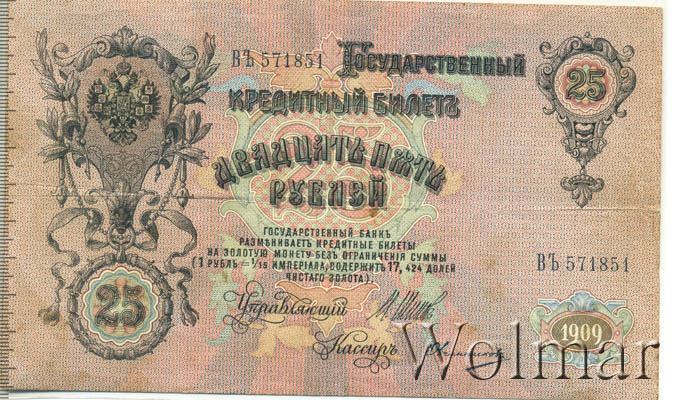 ВЪ 571851
Государственный
25
кредитный билетъ
двадцать пять
рублей
государственный банкъ
размѣниваетъ кредитные билеты
на золотую монету безъ ограниченія суммы
(1 рубль = 1/15 имперіала, содержитъ 17, 424 долей
чистаго золота)
ВЪ 571851
25
Управляющій
1909
Кассиръ
Wolmar